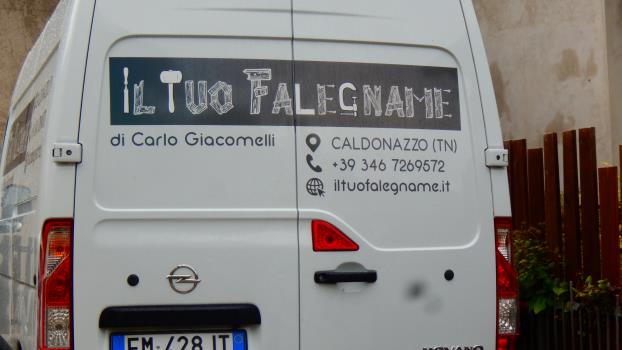 IL TUO FALEGNAME
di Carlo Giacomelli
CALDONAZZO (TN)
+39 346 7269572
iltuofalegname.it